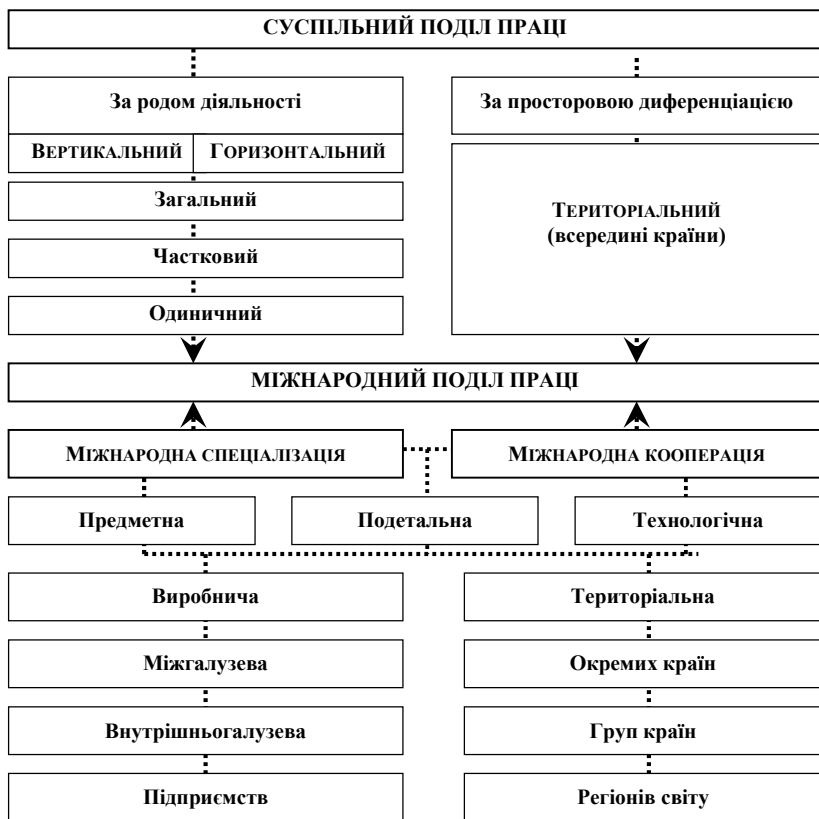 СУСПІЛЬНИЙ ПОДІЛ ПРАЦІ
За родом діяльності
За просторовою диференціацією
ВЕРТИКАЛЬНИЙ
ГОРИЗОНТАЛЬНИЙ
Загальний
Частковий
Одиничний
ТЕРИТОРІАЛЬНИЙ
(всередині країни)
МІЖНАРОДНИЙ ПОДІЛ ПРАЦІ
МІЖНАРОДНА СПЕЦІАЛІЗАЦІЯ
МІЖНАРОДНА КООПЕРАЦІЯ
Предметна
Подетальна
Технологічна
Виробнича
Територіальна
Міжгалузева
Окремих країн
Внутрішньогалузева
Груп країн
Підприємств
Регіонів світу